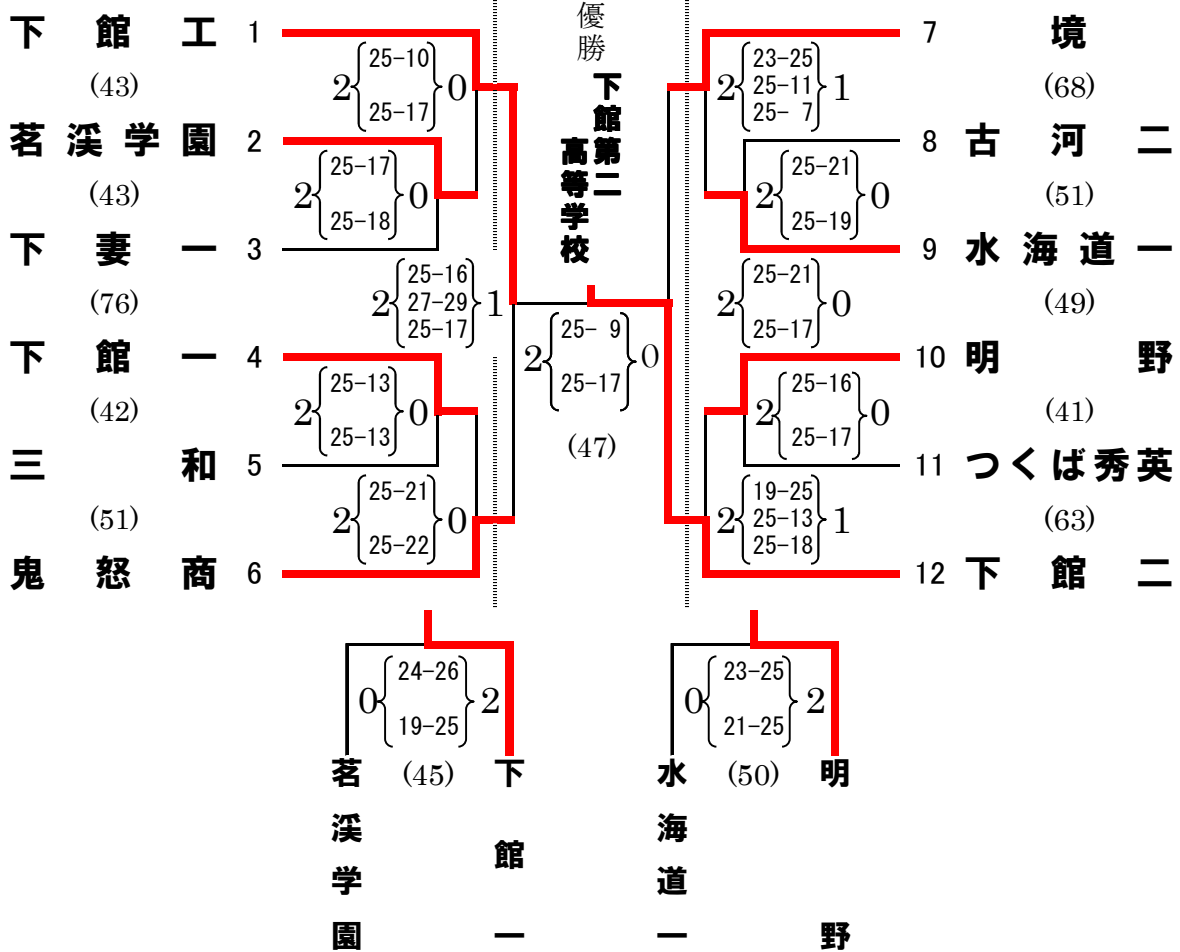 優勝
下館第二
高等学校
下館工 1
(43)
2 25-10 25-17 0
茗渓学園 2
(43)
2 25-17 25-18 0
下妻一 3
(76)
2 25-16 27-29 25-17 1
下館一 4
(42)
2 25-13 25-13 0
三和 5
(51)
2 25-21 25-22 0
鬼怒商 6
2 25- 9 25-17 0
(47)
7 境
(68)
2 23-25 25-11 25- 7 1
8 古河二
(51)
2 25-21 25-19 0
9 水海道一
(49)
2 25-21 25-17 0
10 明野
(41)
2 25-16 25-17 0
11 つくば秀英
(63)
2 19-25 25-13 25-18 1
12 下館二
0 24-26 19-25 2
(45)
茗渓学園
下館一
0 23-25 21-25 2
(50)
水海道一
明野